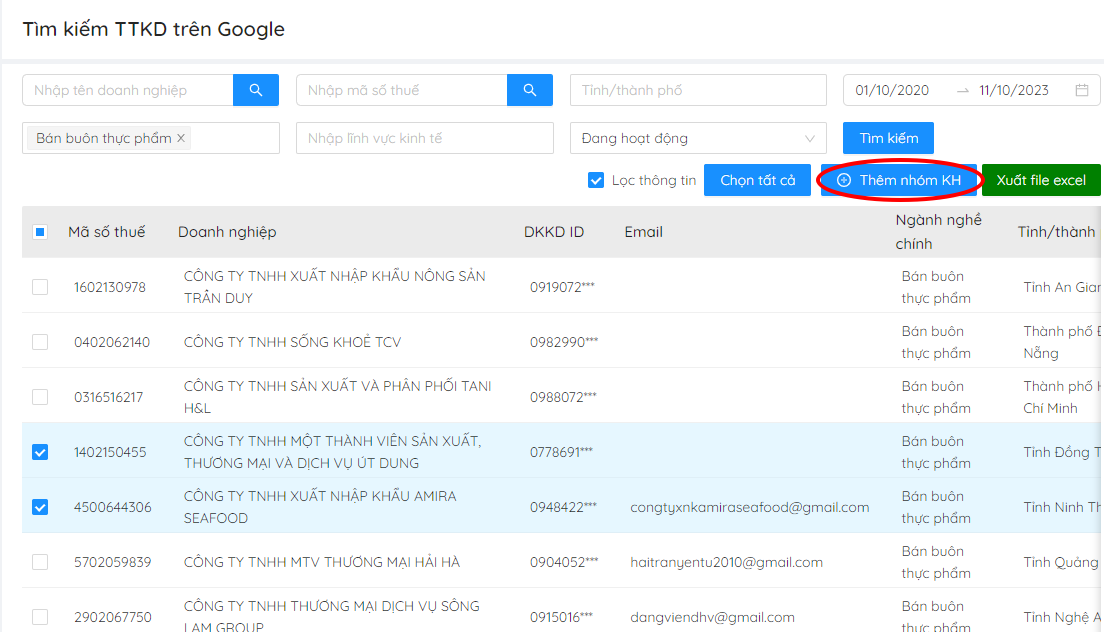 Tìm kiếm TTKD trên Google
Nhập tên doanh nghiệp
Nhập mã số thuế
Tỉnh/thành phố
01/10/2020 → 11/10/2023
Bán buôn thực phẩm ×
Nhập lĩnh vực kinh tế
Đang hoạt động
Tìm kiếm
Lọc thông tin
Chọn tất cả
Thêm nhóm KH
Xuất file excel
Mã số thuế Doanh nghiệp DKKD ID Email Ngành nghề Tỉnh/thành
chính
CÔNG TY TNHH XUẤT NHẬP KHẨU NÔNG SẢN Bán buôn
1602130978 0919072*** Tỉnh An
TRẦN DUY thực phẩm
Bán buôn Thành phố
0402062140 CÔNG TY TNHH SỐNG KHOẺ TCV 0982990***
thực phẩm Nẵng
CÔNG TY TNHH SẢN XUẤT VÀ PHÂN PHỐI TANI Bán buôn Thành phố
0316516217 0988072***
H&L thực phẩm Chí Minh
CÔNG TY TNHH MỘT THÀNH VIÊN SẢN XUẤT, Bán buôn
1402150455 0778691*** Tỉnh Đồng
THƯƠNG MẠI VÀ DỊCH VỤ ÚT DUNG thực phẩm
CÔNG TY TNHH XUẤT NHẬP KHẨU AMIRA Bán buôn
4500644306 0948422*** congtyxnkamiraseafood@gmail.com Tỉnh Ninh
SEAFOOD thực phẩm
Bán buôn
5702059839 CÔNG TY TNHH MTV THƯƠNG MẠI HẢI HÀ 0904052*** haitranyentu2010@gmail.com Tỉnh Quảng
thực phẩm
CÔNG TY TNHH THƯƠNG MẠI DỊCH VỤ SÔNG Bán buôn
2902067750 0915016*** dangviendhv@gmail.com Tỉnh Nghệ
LAM GROUP thực phẩm